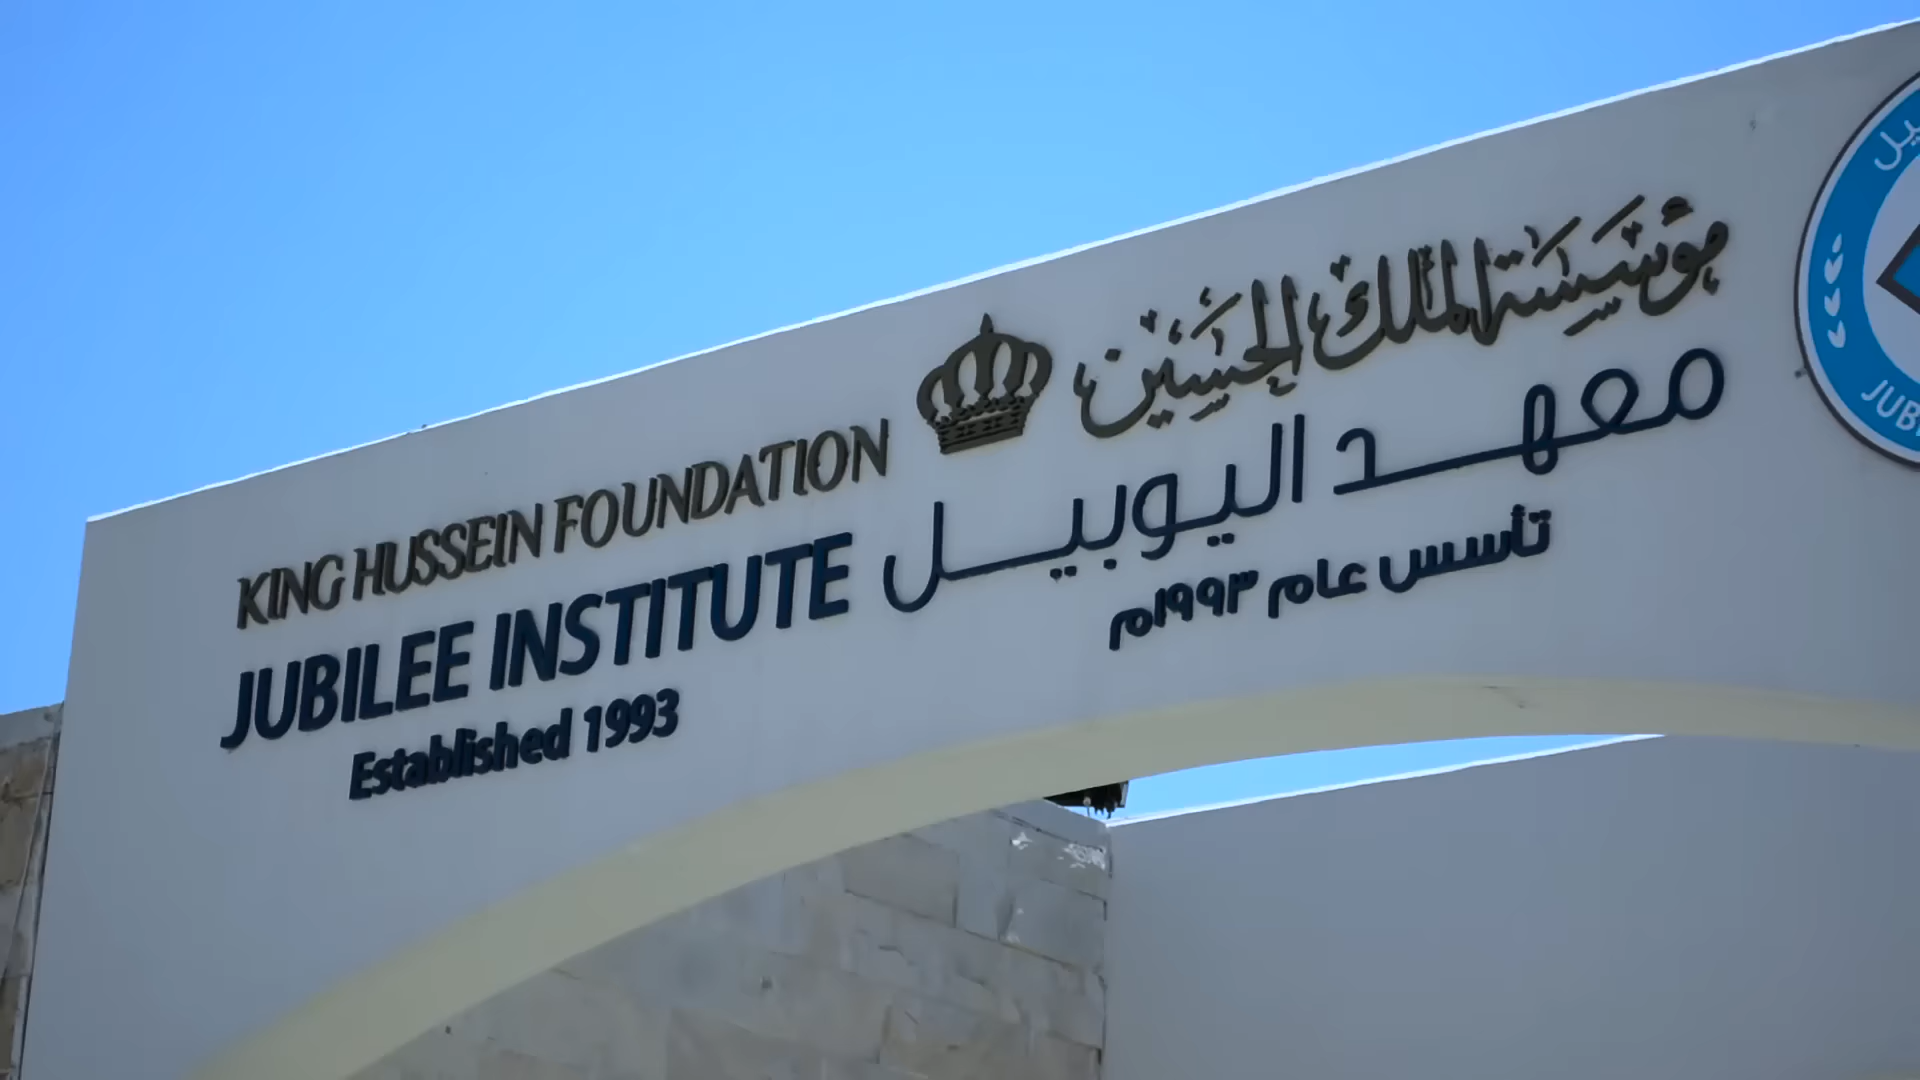 KING HUSSEIN FOUNDATION
مؤسسة الملك الحسين
JUBILEE INSTITUTE
معهد اليوبيل
Established 1993
تأسس عام ١٩٩٣م